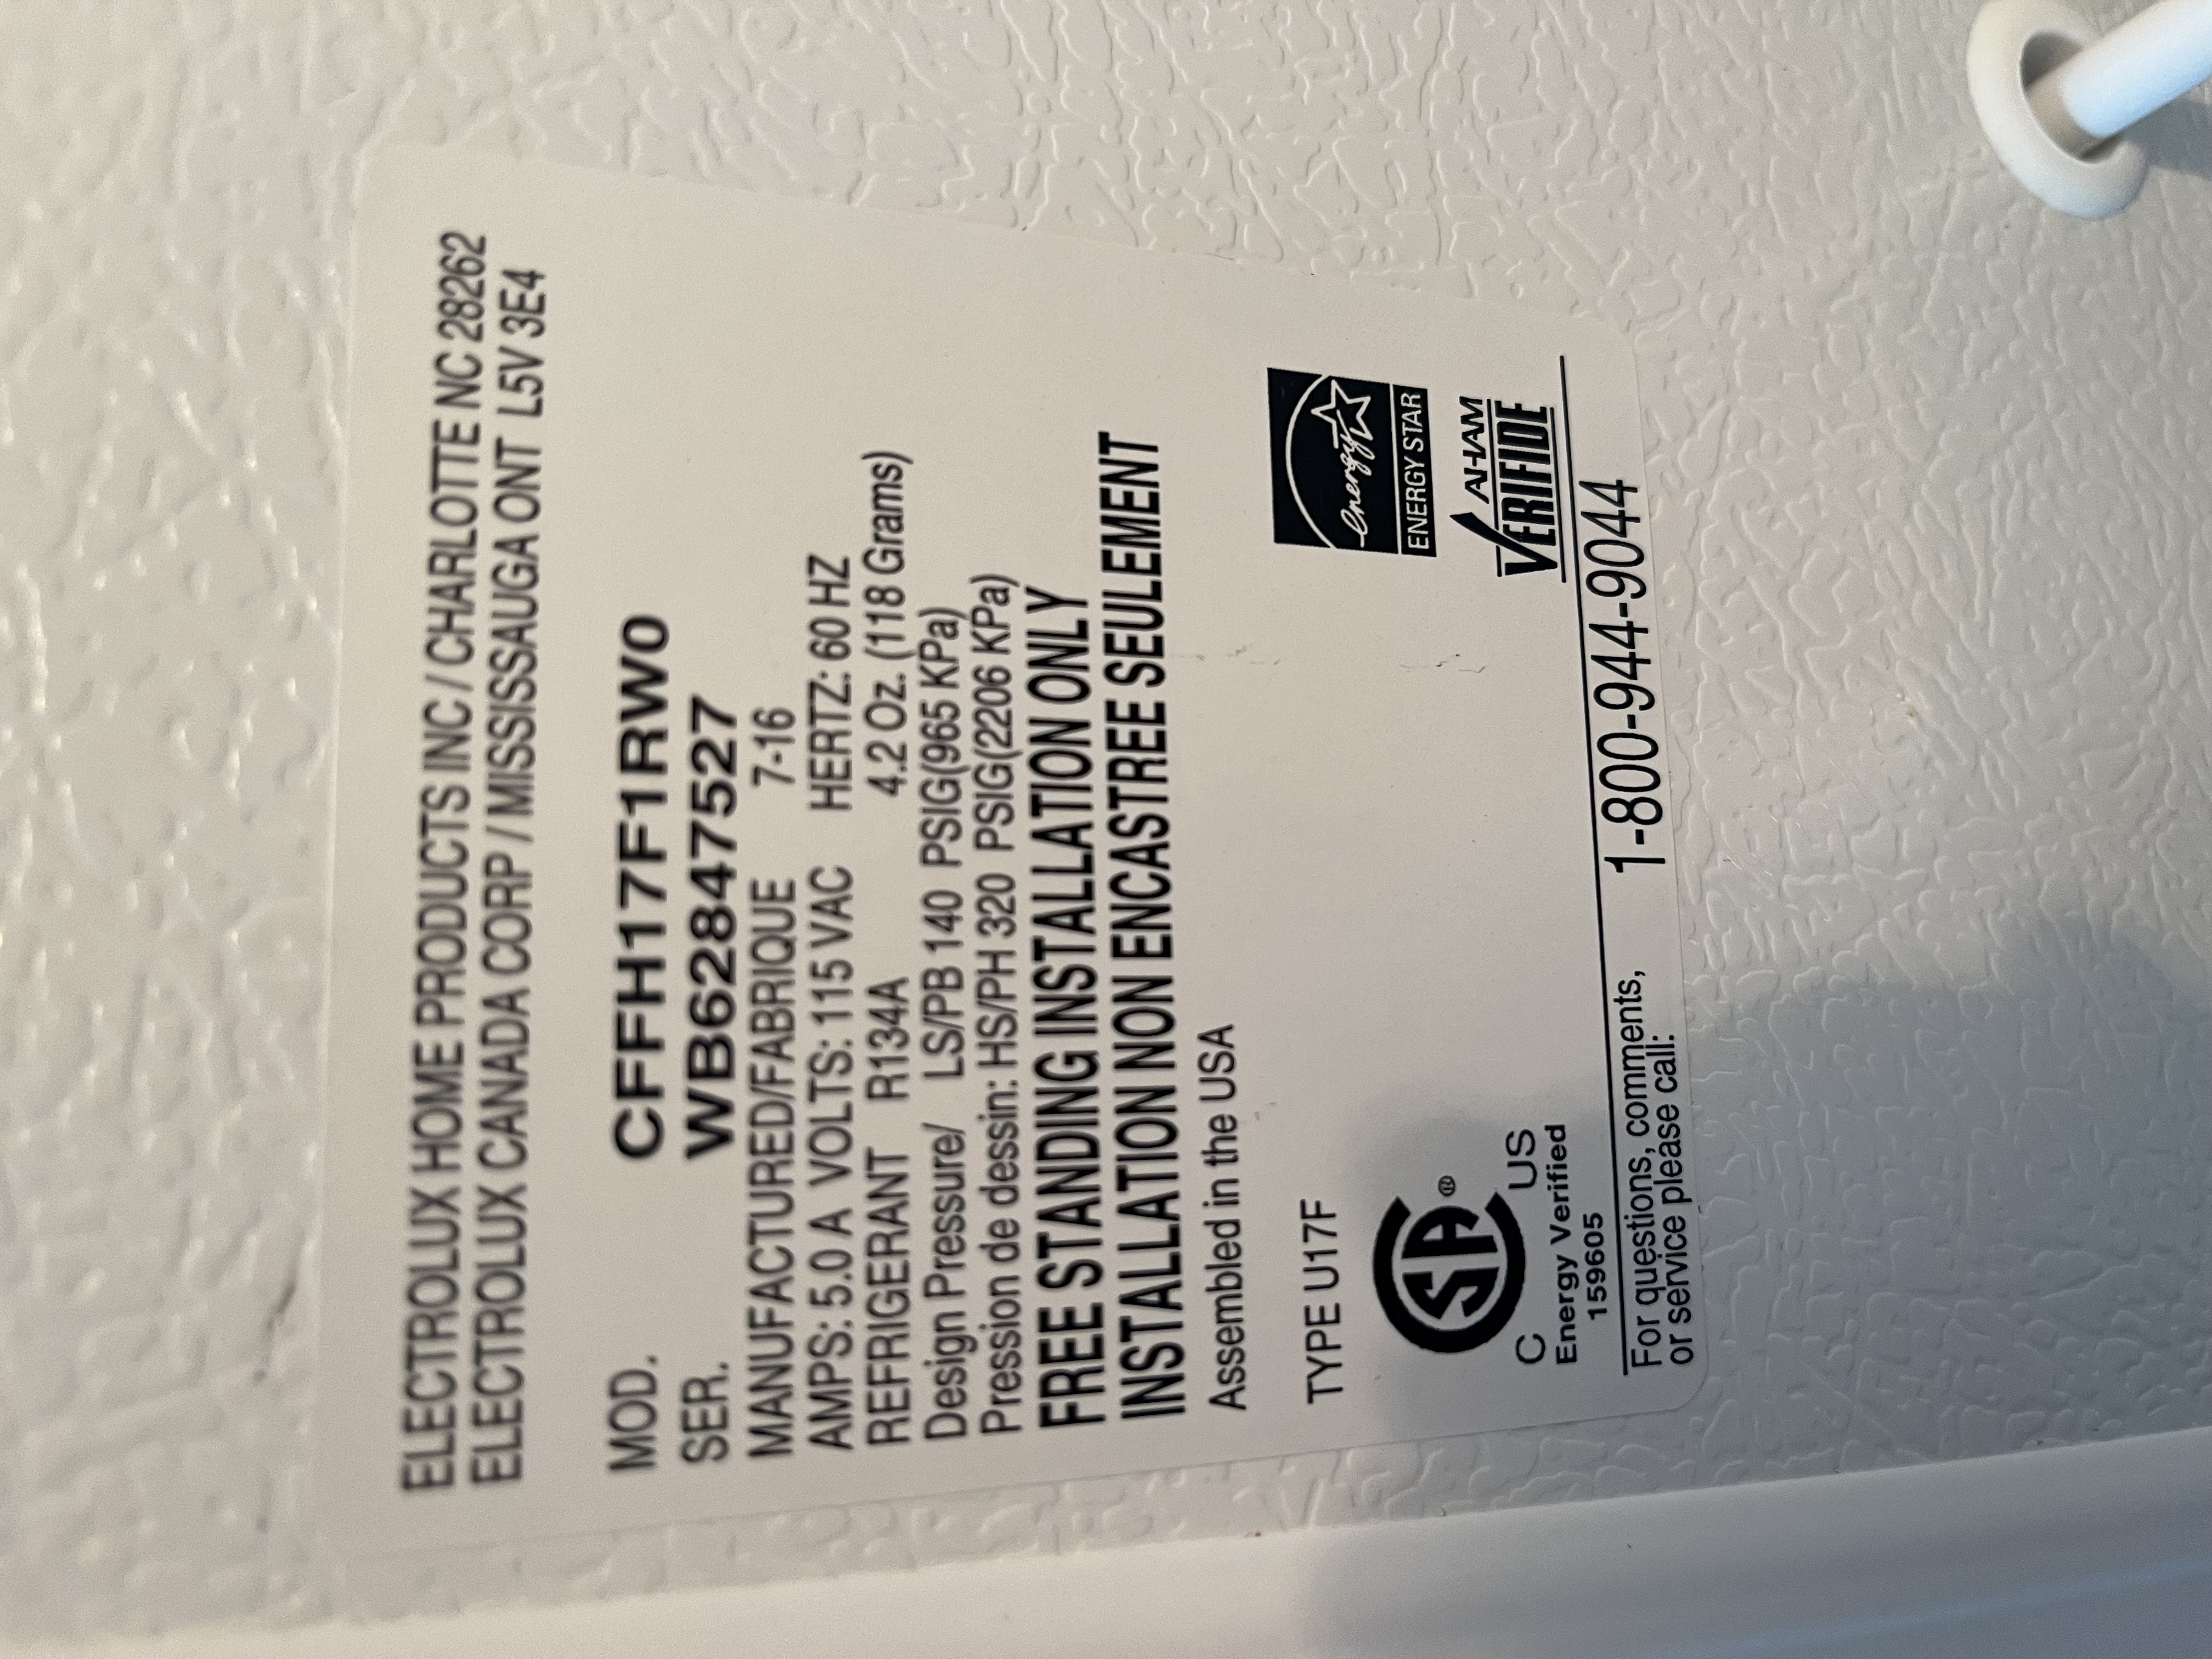 ELECTROLUX HOME PRODUCTS INC / CHARLOTTE NC 28262
ELECTROLUX CANADA CORP / MISSISSAUGA ONT L5V 3E4
MOD. CFFH17F1RW0
SER. WB62847527
MANUFACTURED/FABRIQUE 7-16
AMPS: 5.0 A VOLTS: 115 VAC HERTZ: 60 HZ
REFRIGERANT R134A 4.2 Oz. (118 Grams)
Design Pressure/ LS/PB 140 PSIG(965 KPa)
Pression de dessin: HS/PH 320 PSIG(2206 KPa)
FREE STANDING INSTALLATION ONLY
INSTALLATION NON ENCASTREE SEULEMENT
Assembled in the USA
TYPE U17F
energy
ENERGY STAR
SA ®
C US
Energy Verified
159605
AHAM
VERIFIDE
For questions, comments,
or service please call:
1-800-944-9044